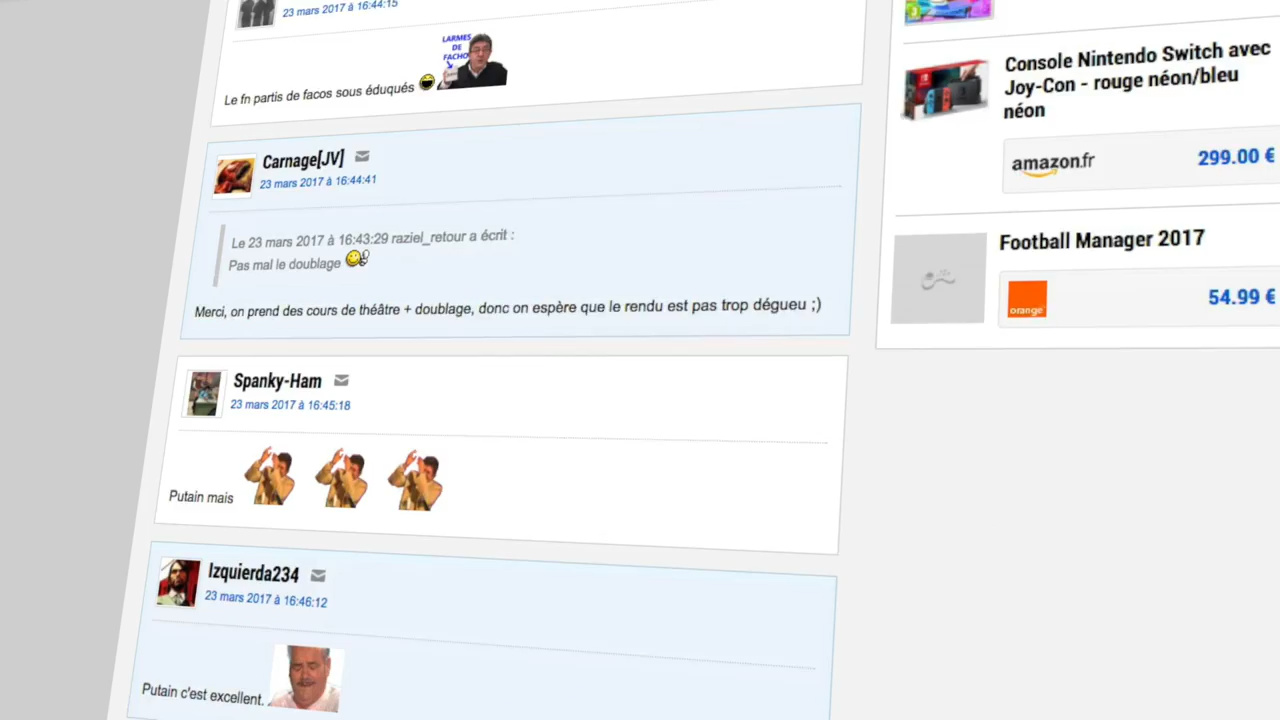 23 mars 2017 à 16:44:15
LARMES
DE
FACHO
Le fn partis de facos sous éduqués
Carnage[JV]
23 mars 2017 à 16:44:41
Le 23 mars 2017 à 16:43:29 raziel_retour a écrit :
Pas mal le doublage
Merci, on prend des cours de théâtre + doublage, donc on espère que le rendu est pas trop dégueu ;)
Spanky-Ham
23 mars 2017 à 16:45:18
Putain mais
Izquierda234
23 mars 2017 à 16:46:12
Putain c'est excellent.
Console Nintendo Switch avec
Joy-Con - rouge néon/bleu
néon
amazon.fr
299.00 €
Football Manager 2017
orange
54.99 €